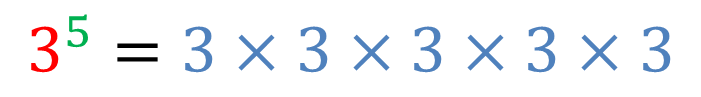 3⁵ = 3 × 3 × 3 × 3 × 3